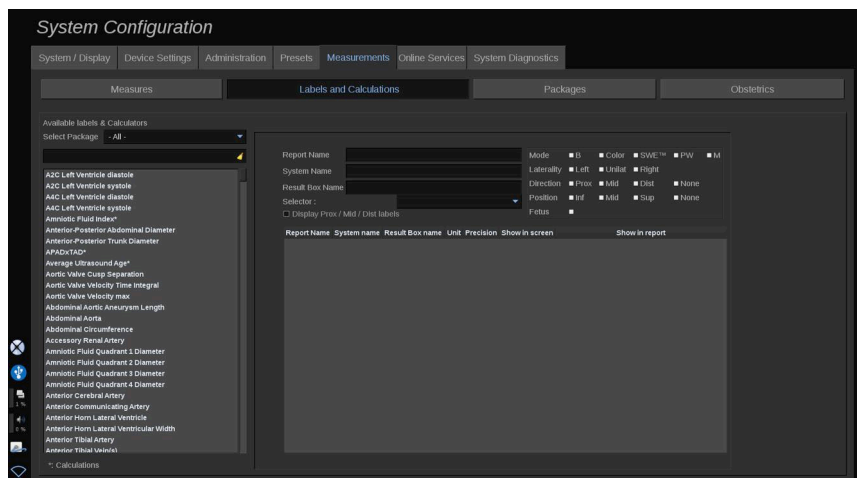 System Configuration
System / Display Device Settings Administration Presets Measurements Online Services System Diagnostics
Measures Labels and Calculations Packages Obstetrics
Available labels & Calculators
Select Package - All -
Report Name
System Name
Result Box Name
Selector :
Display Prox / Mid / Dist labels
Mode B Color SWE™ PW M
Laterality Left Unilat Right
Direction Prox Mid Dist None
Position Inf Mid Sup None
Fetus
Report Name System name Result Box name Unit Precision Show in screen Show in report
A2C Left Ventricle diastole
A2C Left Ventricle systole
A4C Left Ventricle diastole
A4C Left Ventricle systole
Amniotic Fluid Index*
Anterior-Posterior Abdominal Diameter
Anterior-Posterior Trunk Diameter
APADxTAD*
Average Ultrasound Age*
Aortic Valve Cusp Separation
Aortic Valve Velocity Time Integral
Aortic Valve Velocity max
Abdominal Aortic Aneurysm Length
Abdominal Aorta
Abdominal Circumference
Accessory Renal Artery
Amniotic Fluid Quadrant 1 Diameter
Amniotic Fluid Quadrant 2 Diameter
Amniotic Fluid Quadrant 3 Diameter
Amniotic Fluid Quadrant 4 Diameter
Anterior Cerebral Artery
Anterior Communicating Artery
Anterior Horn Lateral Ventricle
Anterior Horn Lateral Ventricular Width
Anterior Tibial Artery
Anterior Tibial Vein(s)
*: Calculations
1 %
0 %